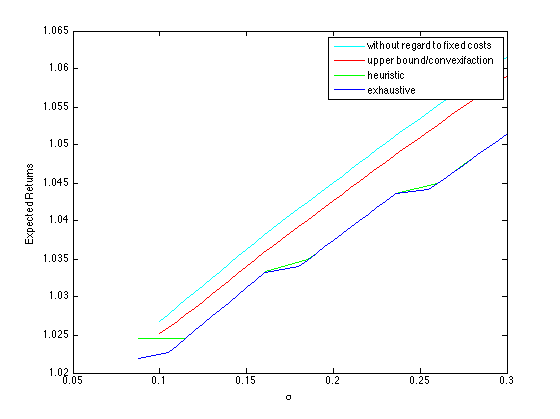 1.065
1.06
1.055
1.05
1.045
1.04
1.035
1.03
1.025
1.02
Expected Returns
without regard to fixed costs
upper bound/convexifaction
heuristic
exhaustive
0.05
0.1
0.15
0.2
0.25
0.3
σ